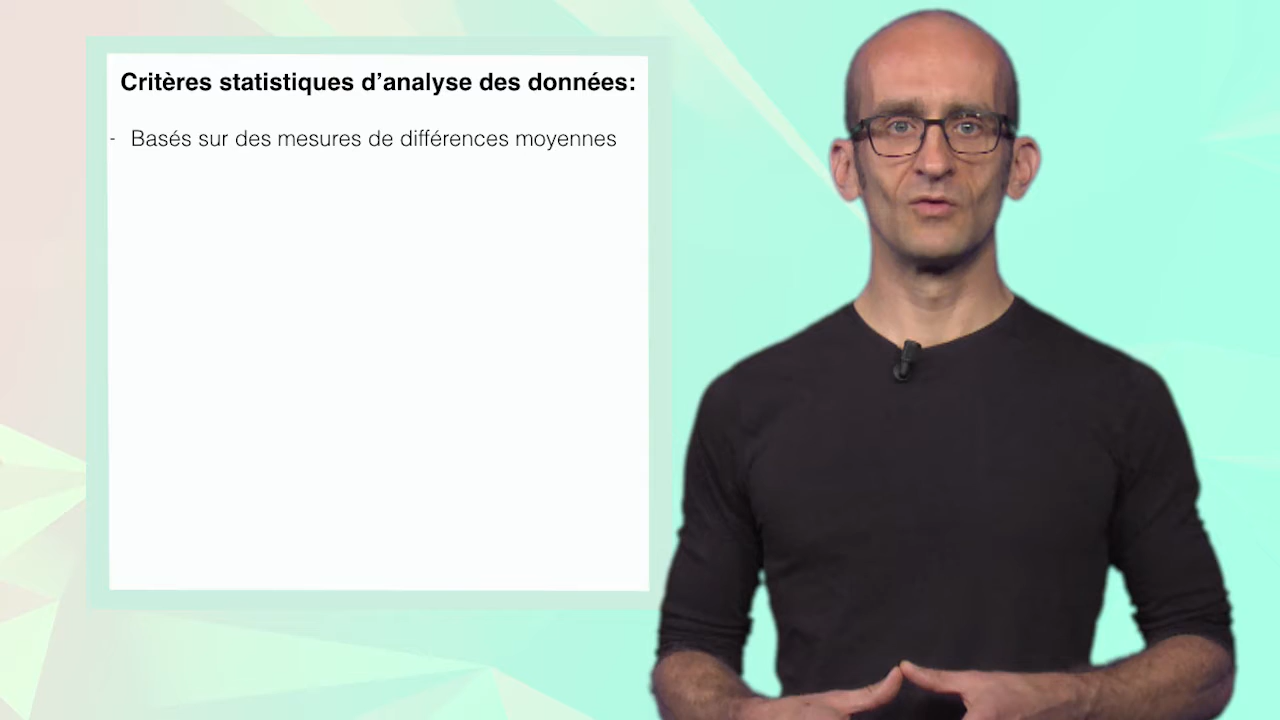 Critères statistiques d’analyse des données:
- Basés sur des mesures de différences moyennes